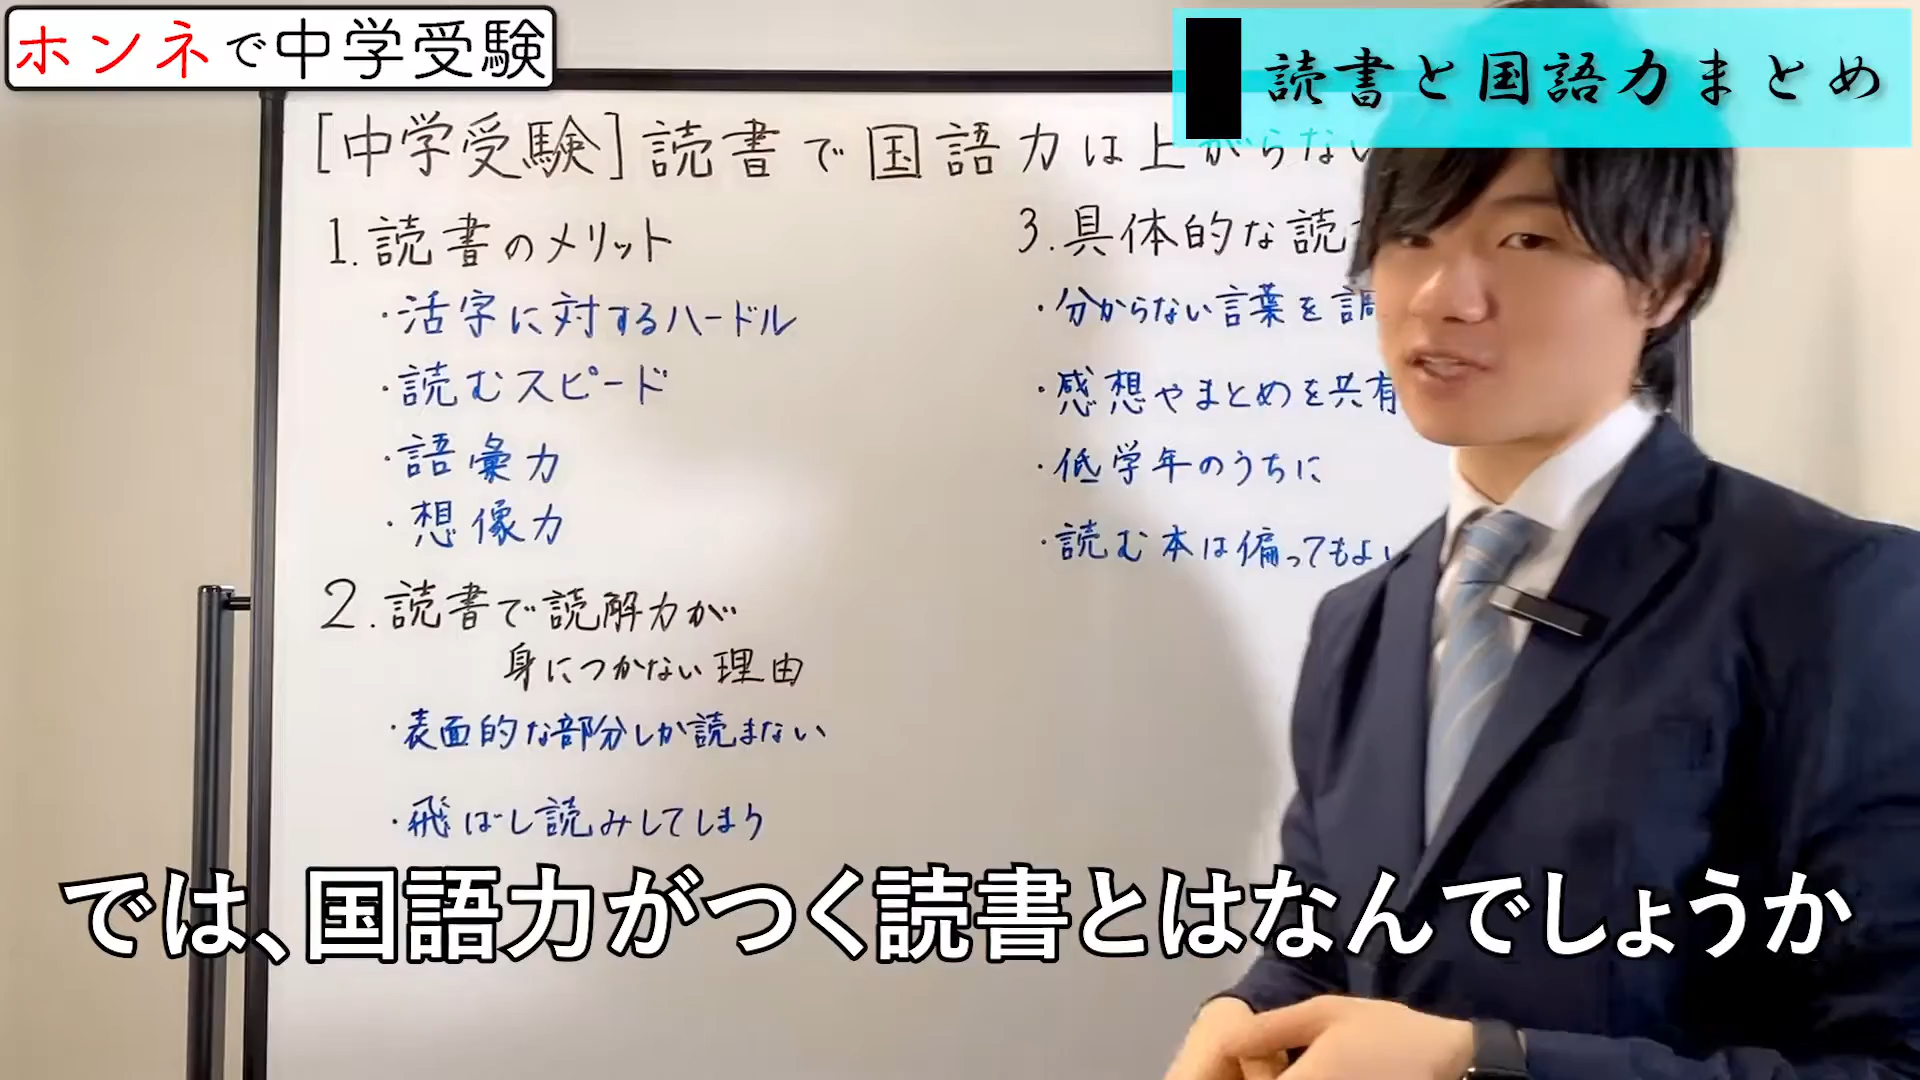 ホンネで中学受験
読書と国語力まとめ
[中学受験]読書で国語力は上がらない
1.読書のメリット
・活字に対するハードル
・読むスピード
・語彙力
・想像力
2.読書で読解力が
身につかない理由
・表面的な部分しか読まない
・飛ばし読みしてしまう
3.具体的な読
・分からない言葉を調
・感想やまとめを共有
・低学年のうちに
・読む本は偏ってもよい
では、国語力がつく読書とはなんでしょうか